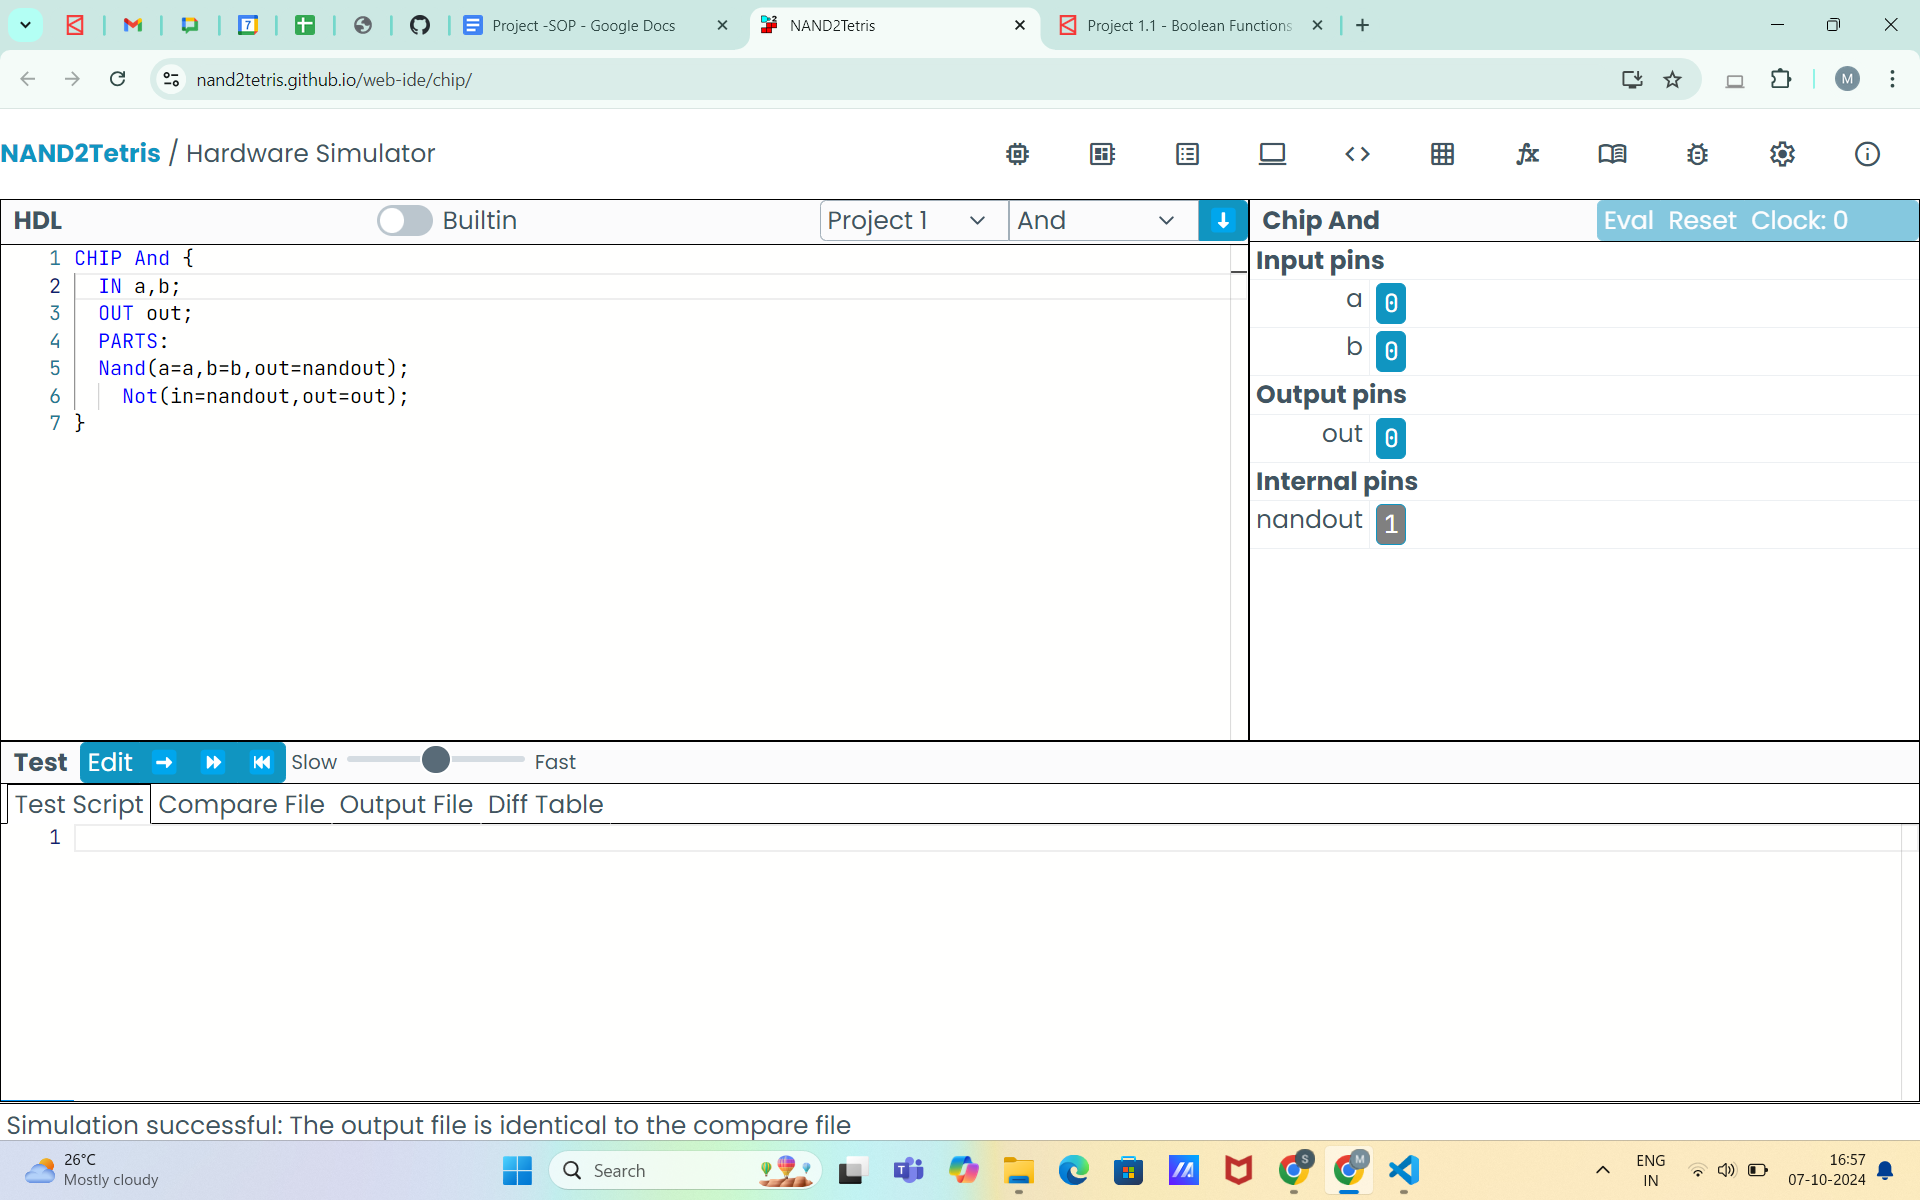 Project -SOP - Google Docs
NAND2Tetris
Project 1.1 - Boolean Functions
7
nand2tetris.github.io/web-ide/chip/
M
NAND2Tetris / Hardware Simulator
HDL
Builtin
Project 1
And
Chip And
Eval Reset Clock: 0
1 CHIP And {
2 IN a,b;
3 OUT out;
4 PARTS:
5 Nand(a=a,b=b,out=nandout);
6 Not(in=nandout,out=out);
7 }
Input pins
a 0
b 0
Output pins
out 0
Internal pins
nandout 1
Test Edit Slow Fast
Test Script Compare File Output File Diff Table
1
Simulation successful: The output file is identical to the compare file
26°C
Mostly cloudy
Search
S
M
ENG
IN
16:57
07-10-2024